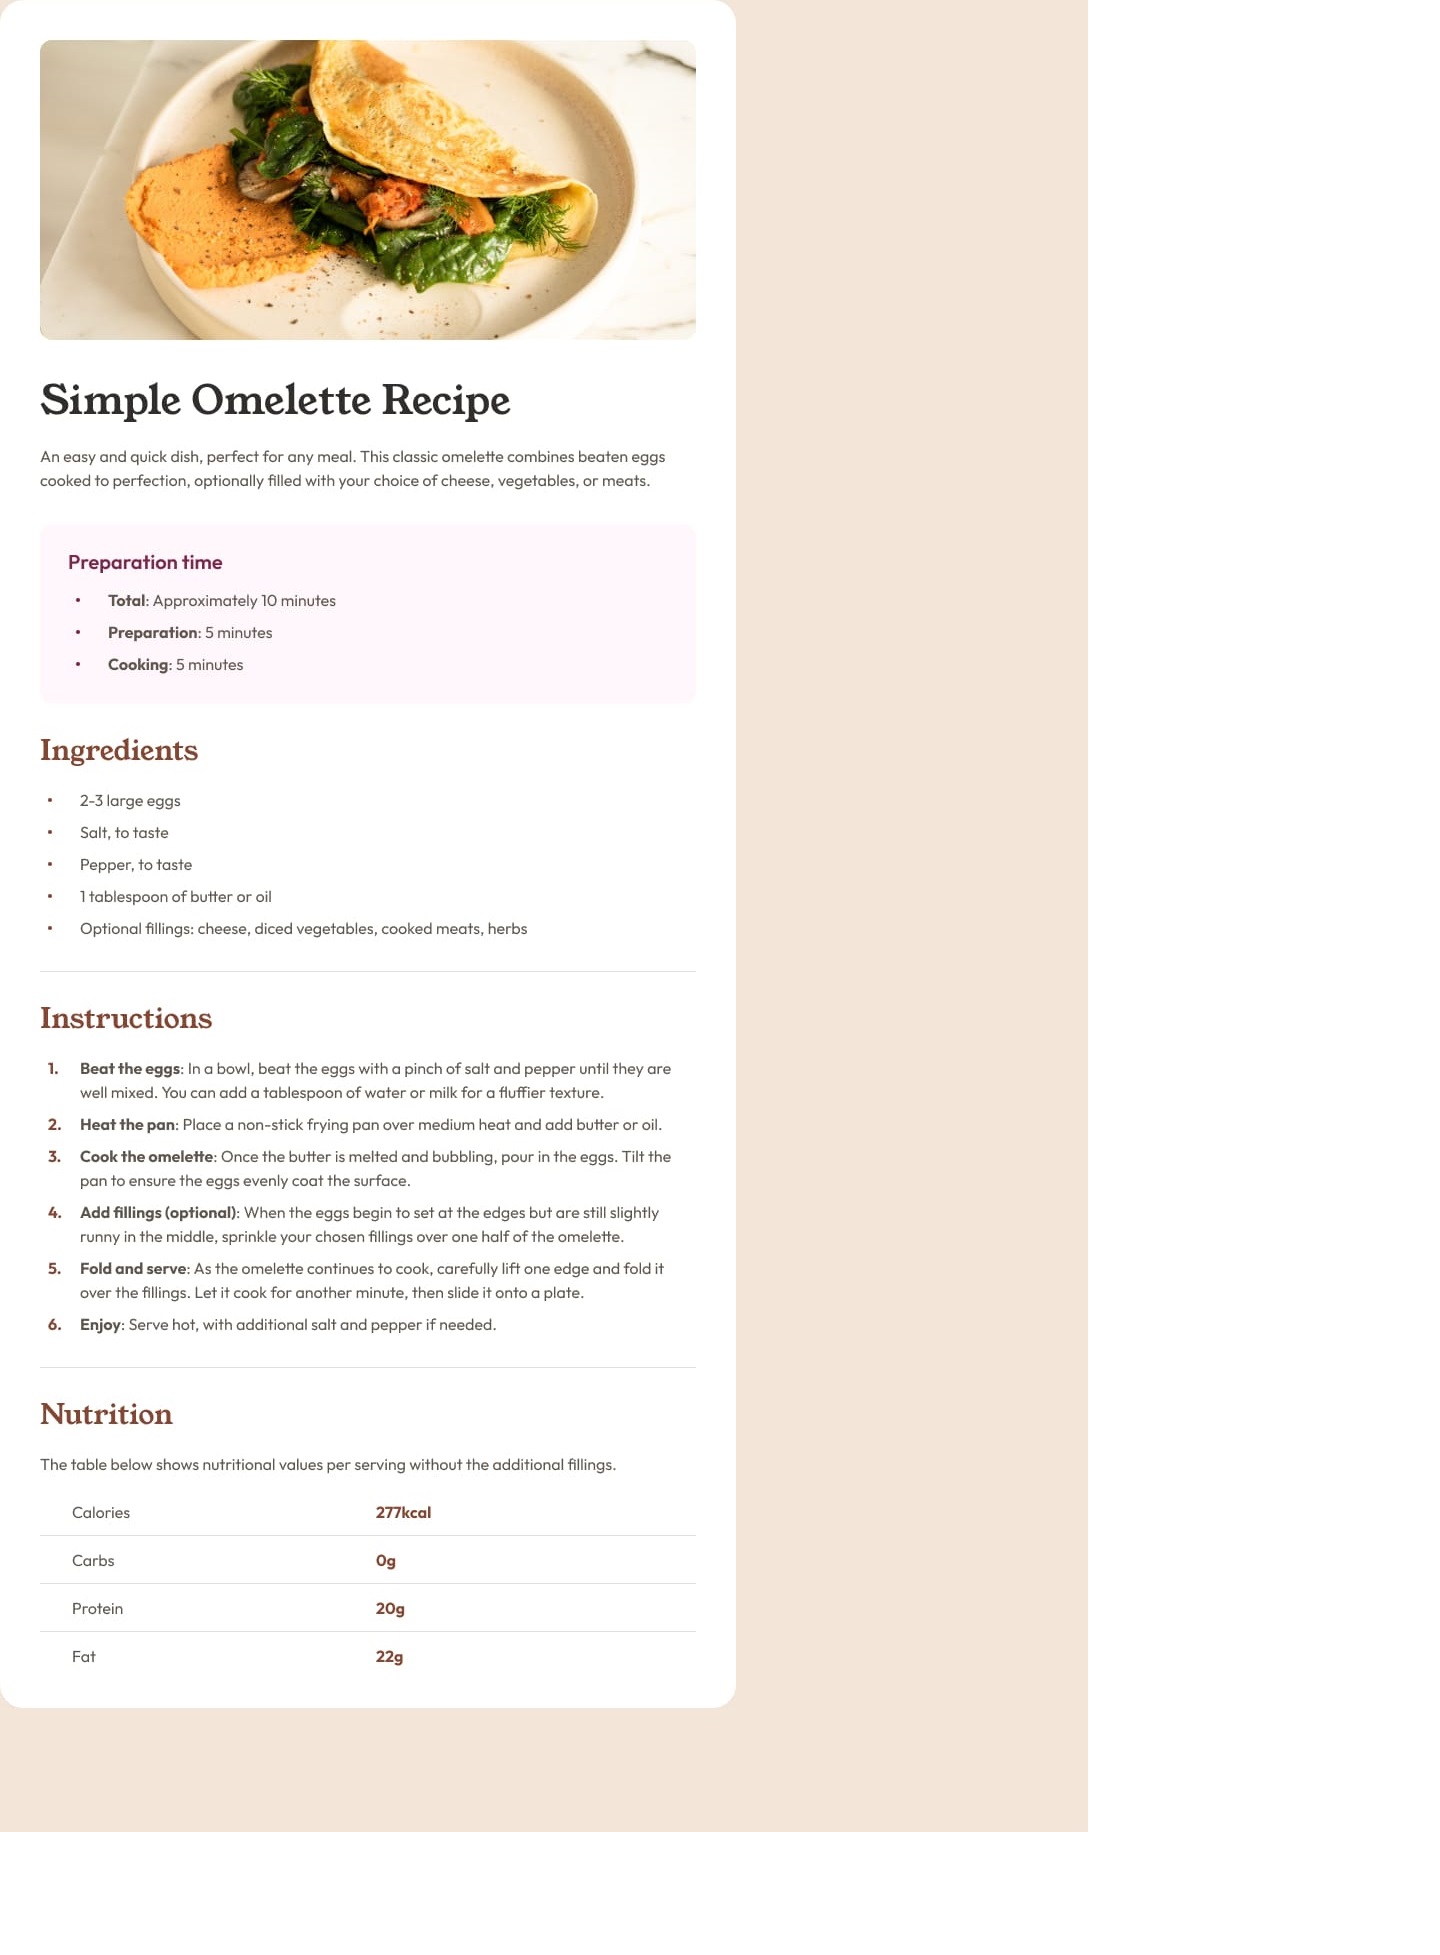 Simple Omelette Recipe
An easy and quick dish, perfect for any meal. This classic omelette combines beaten eggs
cooked to perfection, optionally filled with your choice of cheese, vegetables, or meats.
Preparation time
• Total: Approximately 10 minutes
• Preparation: 5 minutes
• Cooking: 5 minutes
Ingredients
• 2-3 large eggs
• Salt, to taste
• Pepper, to taste
• 1 tablespoon of butter or oil
• Optional fillings: cheese, diced vegetables, cooked meats, herbs
Instructions
1. Beat the eggs: In a bowl, beat the eggs with a pinch of salt and pepper until they are
well mixed. You can add a tablespoon of water or milk for a fluffier texture.
2. Heat the pan: Place a non-stick frying pan over medium heat and add butter or oil.
3. Cook the omelette: Once the butter is melted and bubbling, pour in the eggs. Tilt the
pan to ensure the eggs evenly coat the surface.
4. Add fillings (optional): When the eggs begin to set at the edges but are still slightly
runny in the middle, sprinkle your chosen fillings over one half of the omelette.
5. Fold and serve: As the omelette continues to cook, carefully lift one edge and fold it
over the fillings. Let it cook for another minute, then slide it onto a plate.
6. Enjoy: Serve hot, with additional salt and pepper if needed.
Nutrition
The table below shows nutritional values per serving without the additional fillings.
Calories 277kcal
Carbs 0g
Protein 20g
Fat 22g